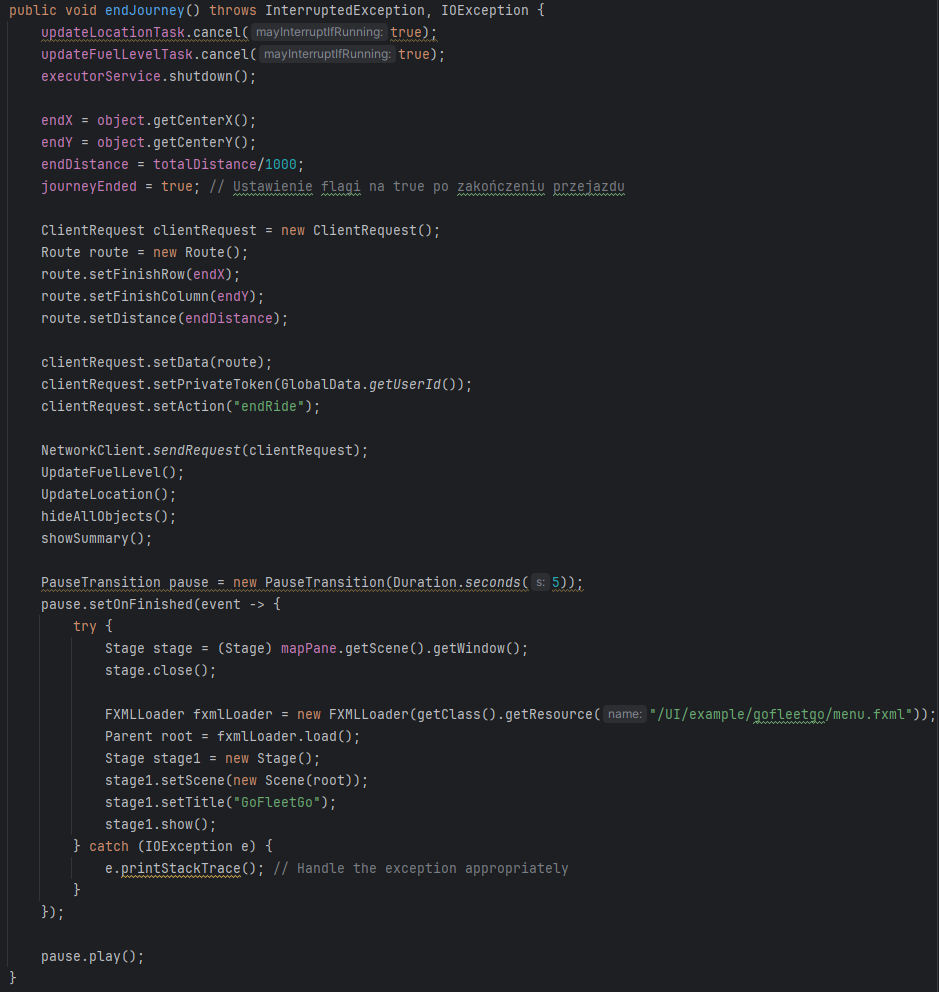 public void endJourney() throws InterruptedException, IOException {
    updateLocationTask.cancel( mayInterruptIfRunning: true);
    updateFuelLevelTask.cancel( mayInterruptIfRunning: true);
    executorService.shutdown();

    endX = object.getCenterX();
    endY = object.getCenterY();
    endDistance = totalDistance/1000;
    journeyEnded = true; // Ustawienie flagi na true po zakończeniu przejazdu

    ClientRequest clientRequest = new ClientRequest();
    Route route = new Route();
    route.setFinishRow(endX);
    route.setFinishColumn(endY);
    route.setDistance(endDistance);

    clientRequest.setData(route);
    clientRequest.setPrivateToken(GlobalData.getUserId());
    clientRequest.setAction("endRide");

    NetworkClient.sendRequest(clientRequest);
    UpdateFuelLevel();
    UpdateLocation();
    hideAllObjects();
    showSummary();

    PauseTransition pause = new PauseTransition(Duration.seconds( s: 5));
    pause.setOnFinished(event -> {
        try {
            Stage stage = (Stage) mapPane.getScene().getWindow();
            stage.close();

            FXMLLoader fxmlLoader = new FXMLLoader(getClass().getResource( name: "/UI/example/gofleetgo/menu.fxml"));
            Parent root = fxmlLoader.load();
            Stage stage1 = new Stage();
            stage1.setScene(new Scene(root));
            stage1.setTitle("GoFleetGo");
            stage1.show();
        } catch (IOException e) {
            e.printStackTrace(); // Handle the exception appropriately
        }
    });

    pause.play();
}